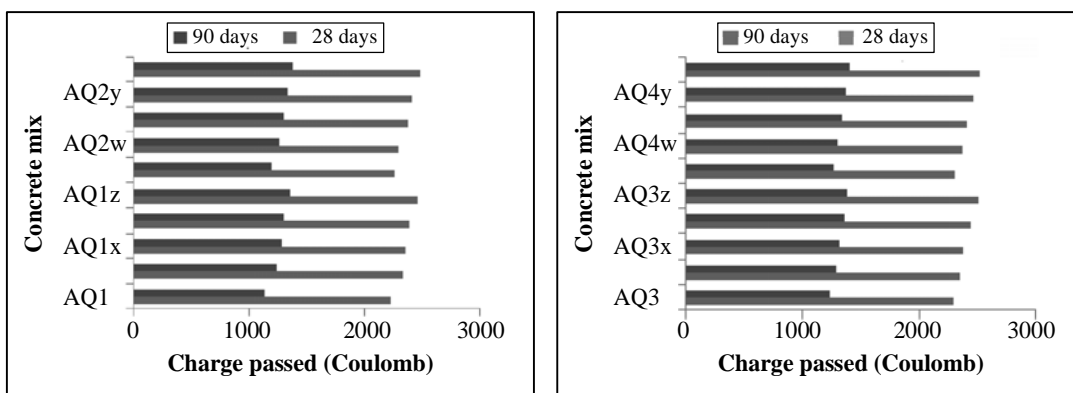 90 days 28 days
AQ2y
AQ2w
AQ1z
AQ1x
AQ1
Concrete mix
0 1000 2000 3000
Charge passed (Coulomb)
90 days 28 days
AQ4y
AQ4w
AQ3z
AQ3x
AQ3
Concrete mix
0 1000 2000 3000
Charge passed (Coulomb)